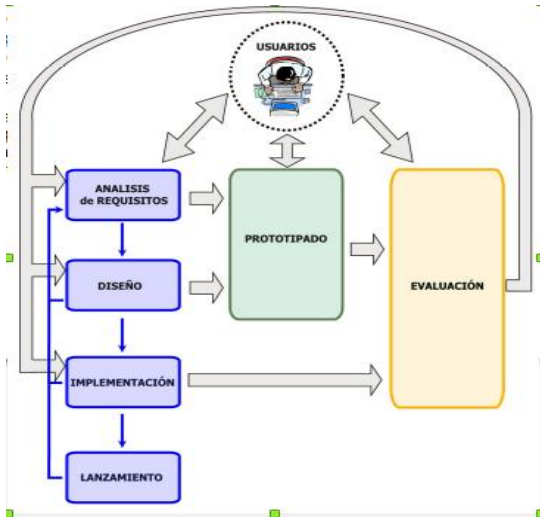 USUARIOS
ANALISIS
de REQUISITOS
PROTOTIPADO
DISEÑO
EVALUACIÓN
IMPLEMENTACIÓN
LANZAMIENTO